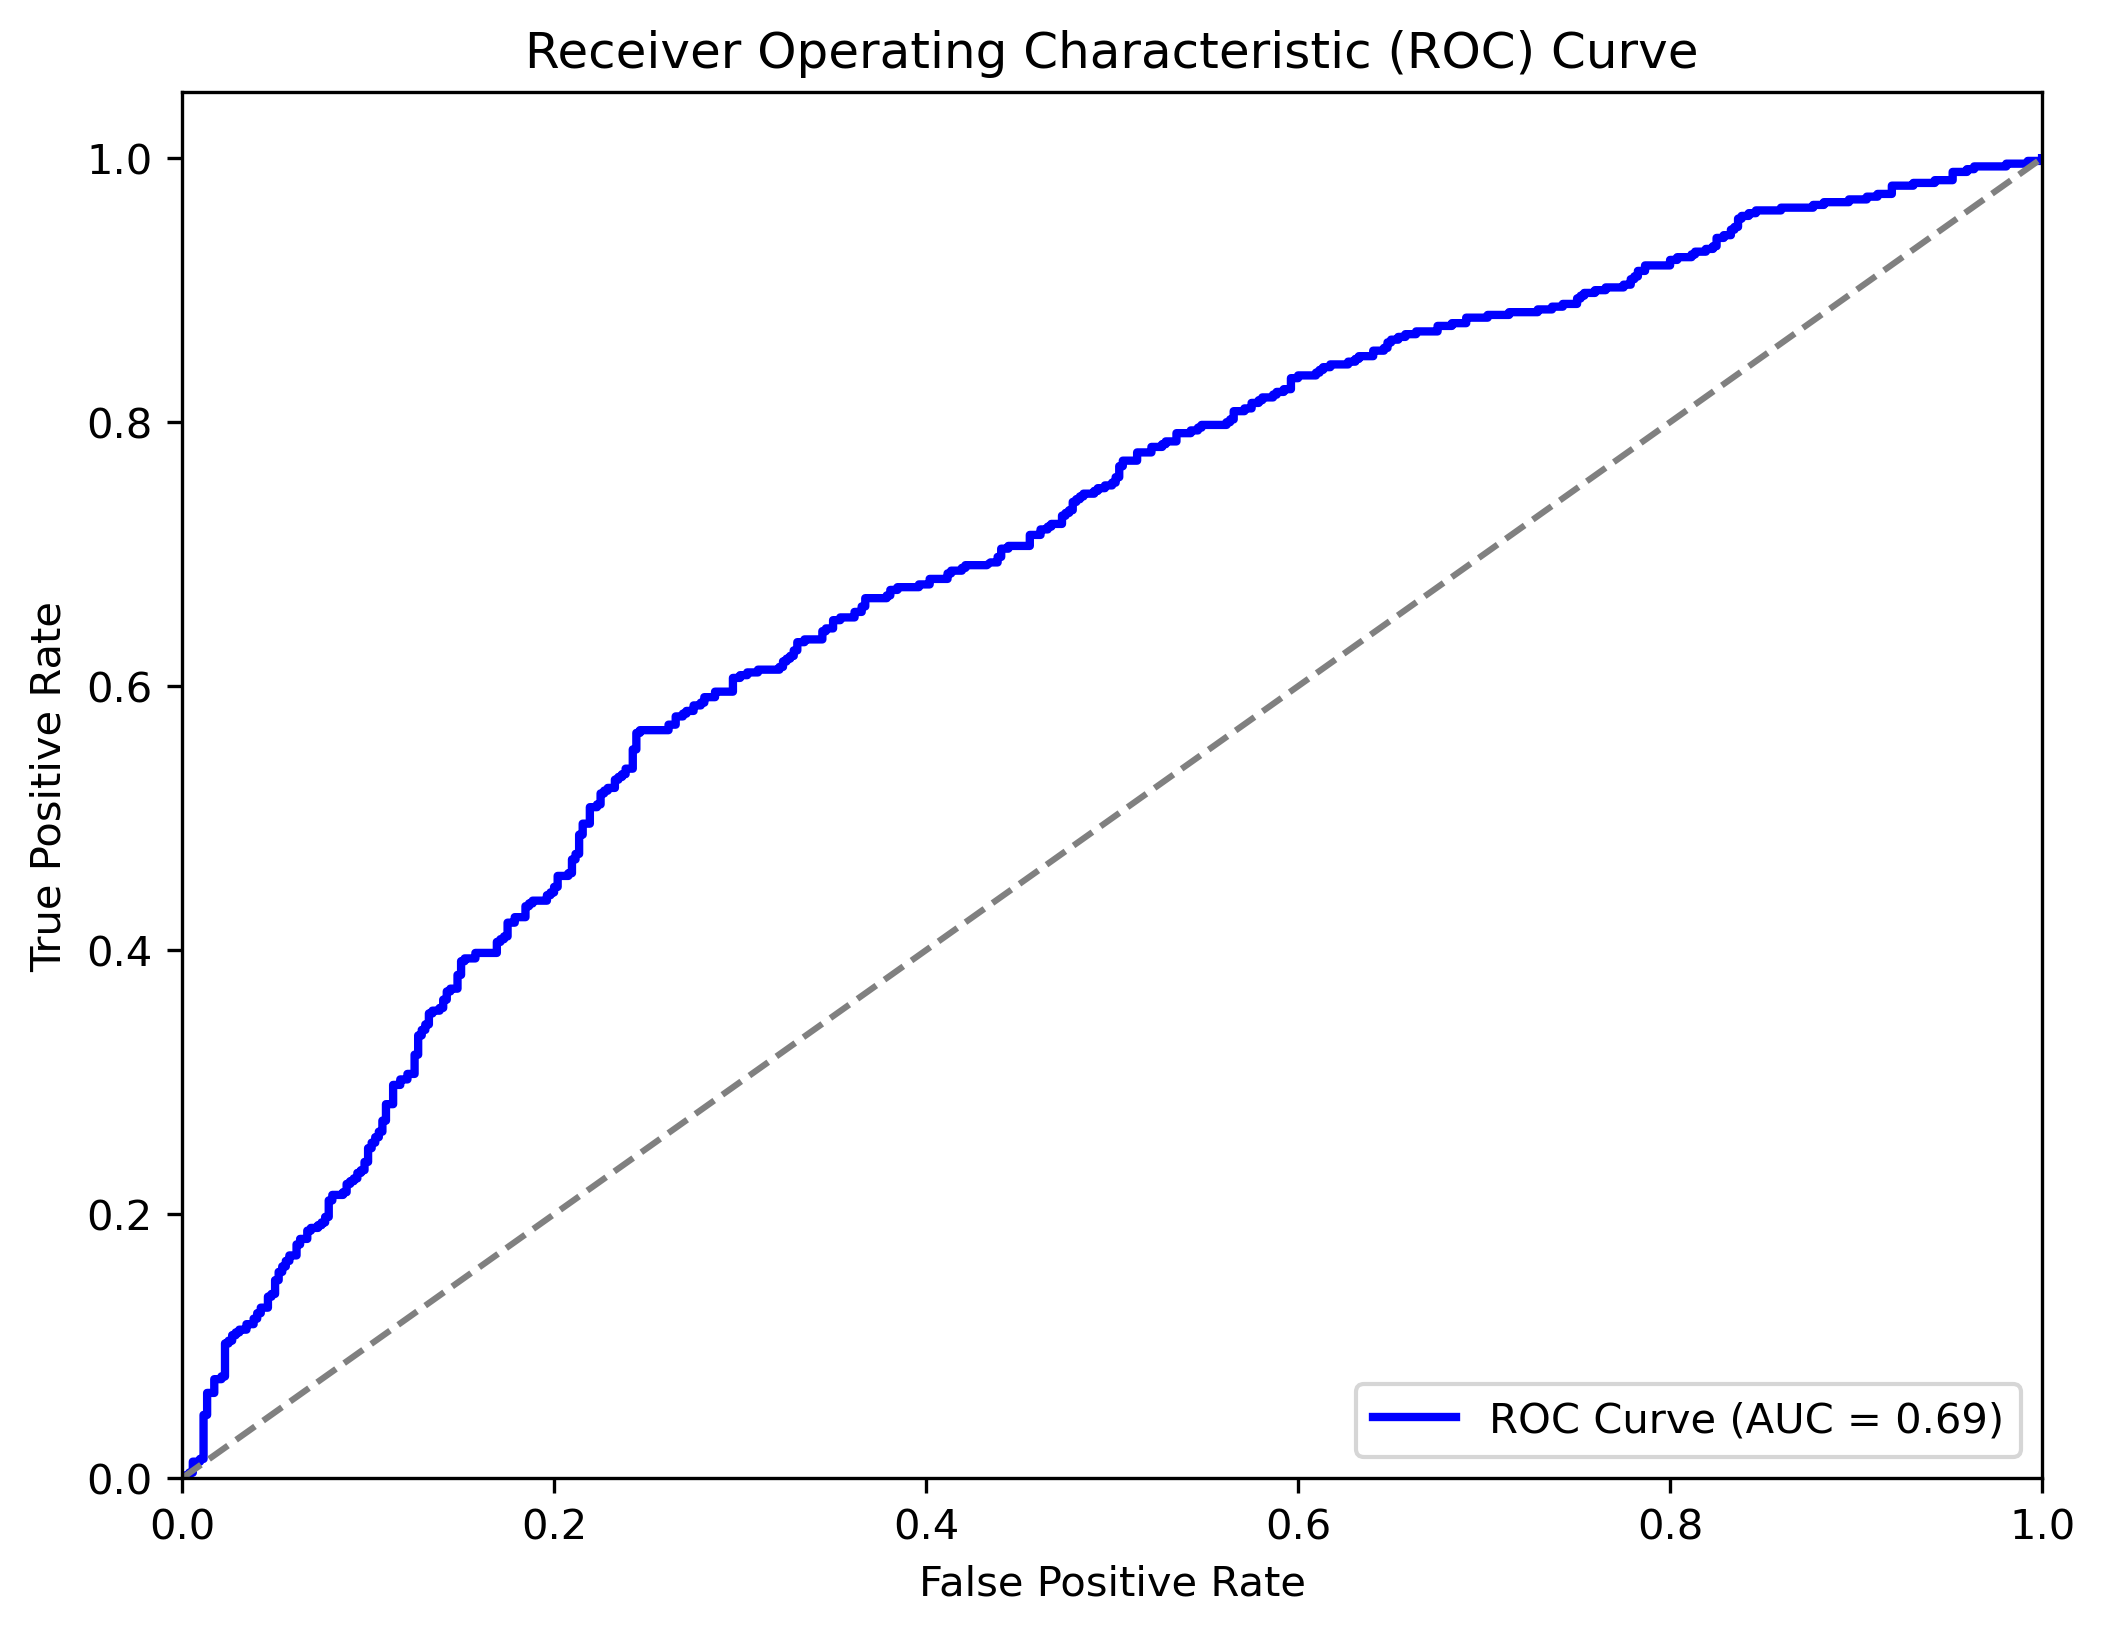 Receiver Operating Characteristic (ROC) Curve
1.0
0.8
0.6
0.4
0.2
0.0
True Positive Rate
ROC Curve (AUC = 0.69)
0.0 0.2 0.4 0.6 0.8 1.0
False Positive Rate